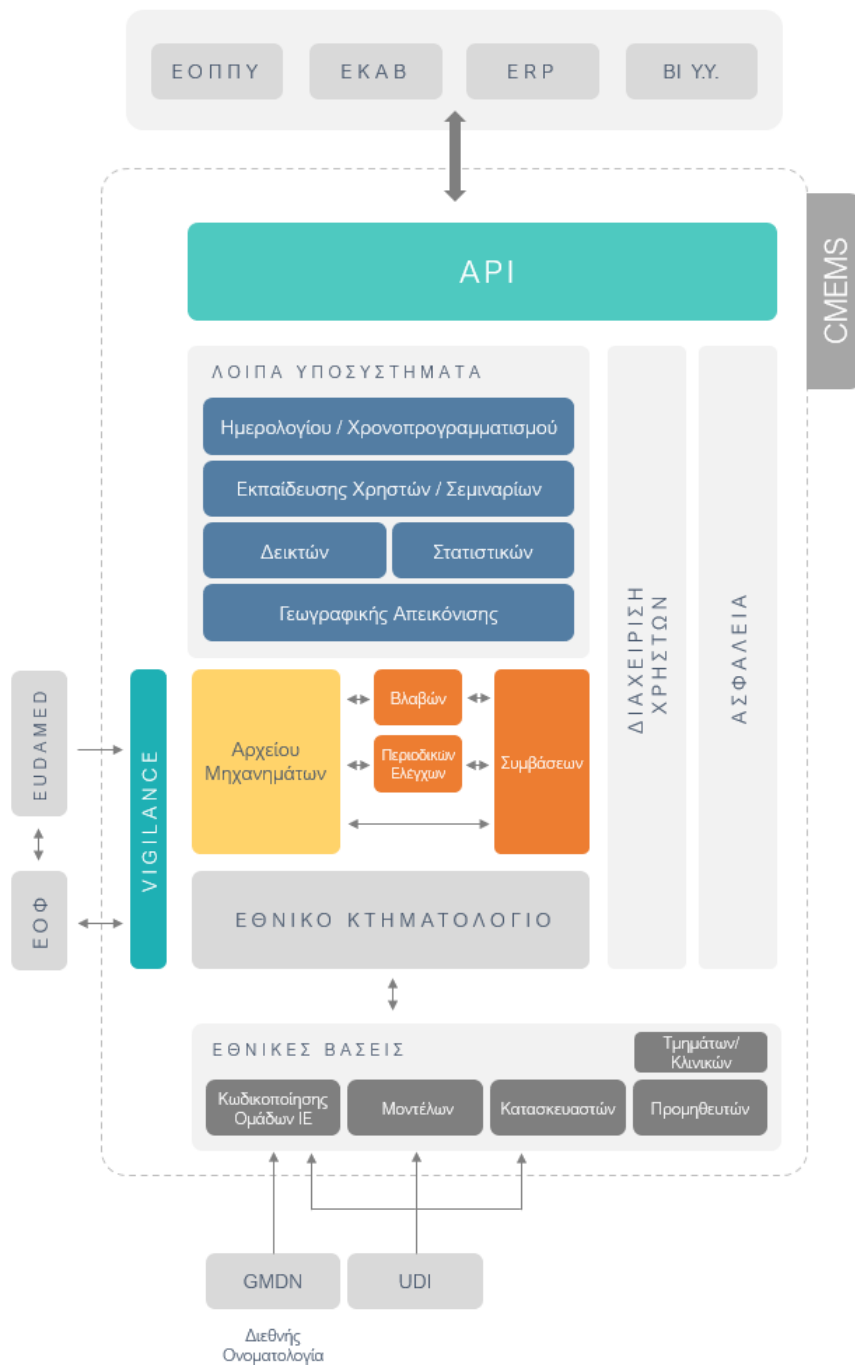 ΕΟΠΠΥ
ΕΚΑΒ
ERP
BI Υ.Υ.
CMEMS
API
ΛΟΙΠΑ ΥΠΟΣΥΣΤΗΜΑΤΑ
Ημερολογίου / Χρονοπρογραμματισμού
Εκπαίδευσης Χρηστών / Σεμιναρίων
Δεικτών
Στατιστικών
Γεωγραφικής Απεικόνισης
ΔΙΑΧΕΙΡΙΣΗ
ΧΡΗΣΤΩΝ
ΑΣΦΑΛΕΙΑ
EUDAMED
ΕΟΦ
VIGILANCE
Αρχείου
Μηχανημάτων
Βλαβών
Περιοδικών
Ελέγχων
Συμβάσεων
ΕΘΝΙΚΟ ΚΤΗΜΑΤΟΛΟΓΙΟ
ΕΘΝΙΚΕΣ ΒΑΣΕΙΣ
Τμημάτων/
Κλινικών
Κωδικοποίησης
Ομάδων ΙΕ
Μοντέλων
Κατασκευαστών
Προμηθευτών
GMDN
UDI
Διεθνής
Ονοματολογία